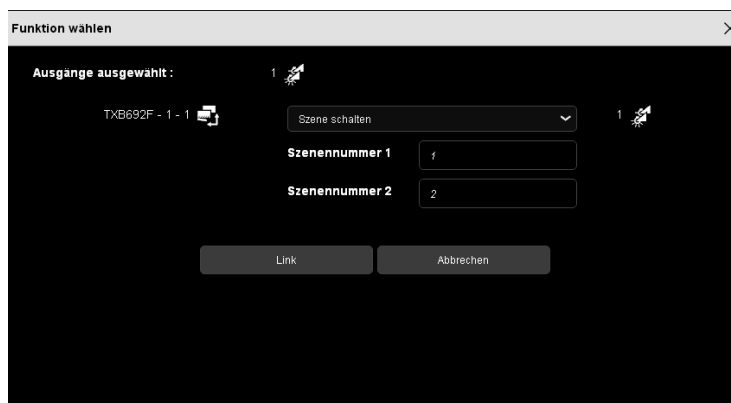 Funktion wählen
Ausgänge ausgewählt : 1
TXB692F - 1 - 1 Szene schalten 1
Szenennummer 1 1
Szenennummer 2 2
Link Abbrechen